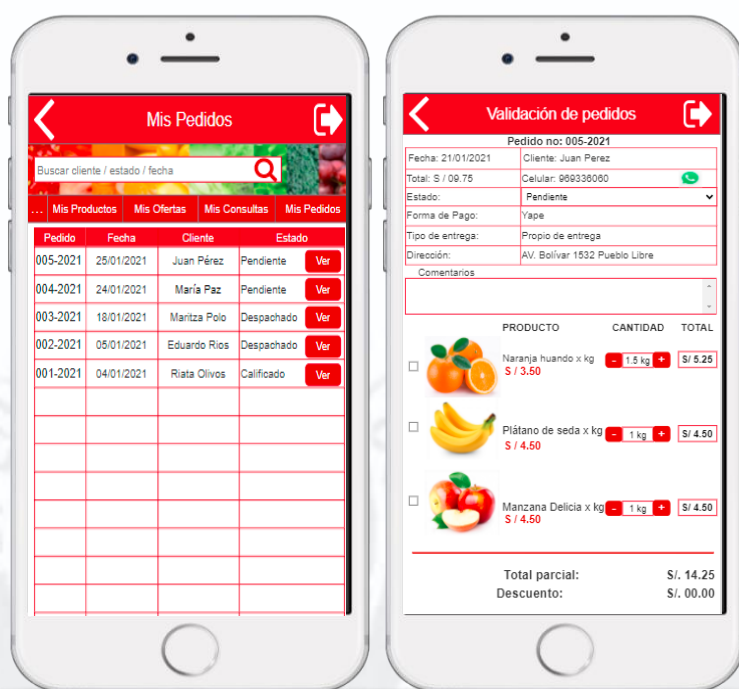 Mis Pedidos
Buscar cliente / estado / fecha
... Mis Productos Mis Ofertas Mis Consultas Mis Pedidos
Pedido Fecha Cliente Estado
005-2021 25/01/2021 Juan Pérez Pendiente Ver
004-2021 24/01/2021 María Paz Pendiente Ver
003-2021 18/01/2021 Maritza Polo Despachado Ver
002-2021 05/01/2021 Eduardo Rios Despachado Ver
001-2021 04/01/2021 Riata Olivos Calificado Ver
Validación de pedidos
Pedido no: 005-2021
Fecha: 21/01/2021 Cliente: Juan Perez
Total: S / 09.75 Celular: 969336060
Estado: Pendiente
Forma de Pago: Yape
Tipo de entrega: Propio de entrega
Dirección: AV. Bolívar 1532 Pueblo Libre
Comentarios
PRODUCTO CANTIDAD TOTAL
Naranja huando x kg - 1.5 kg + S/ 5.25
S / 3.50
Plátano de seda x kg - 1 kg + S/ 4.50
S / 4.50
Manzana Delicia x kg - 1 kg + S/ 4.50
S / 4.50
Total parcial: S/. 14.25
Descuento: S/. 00.00